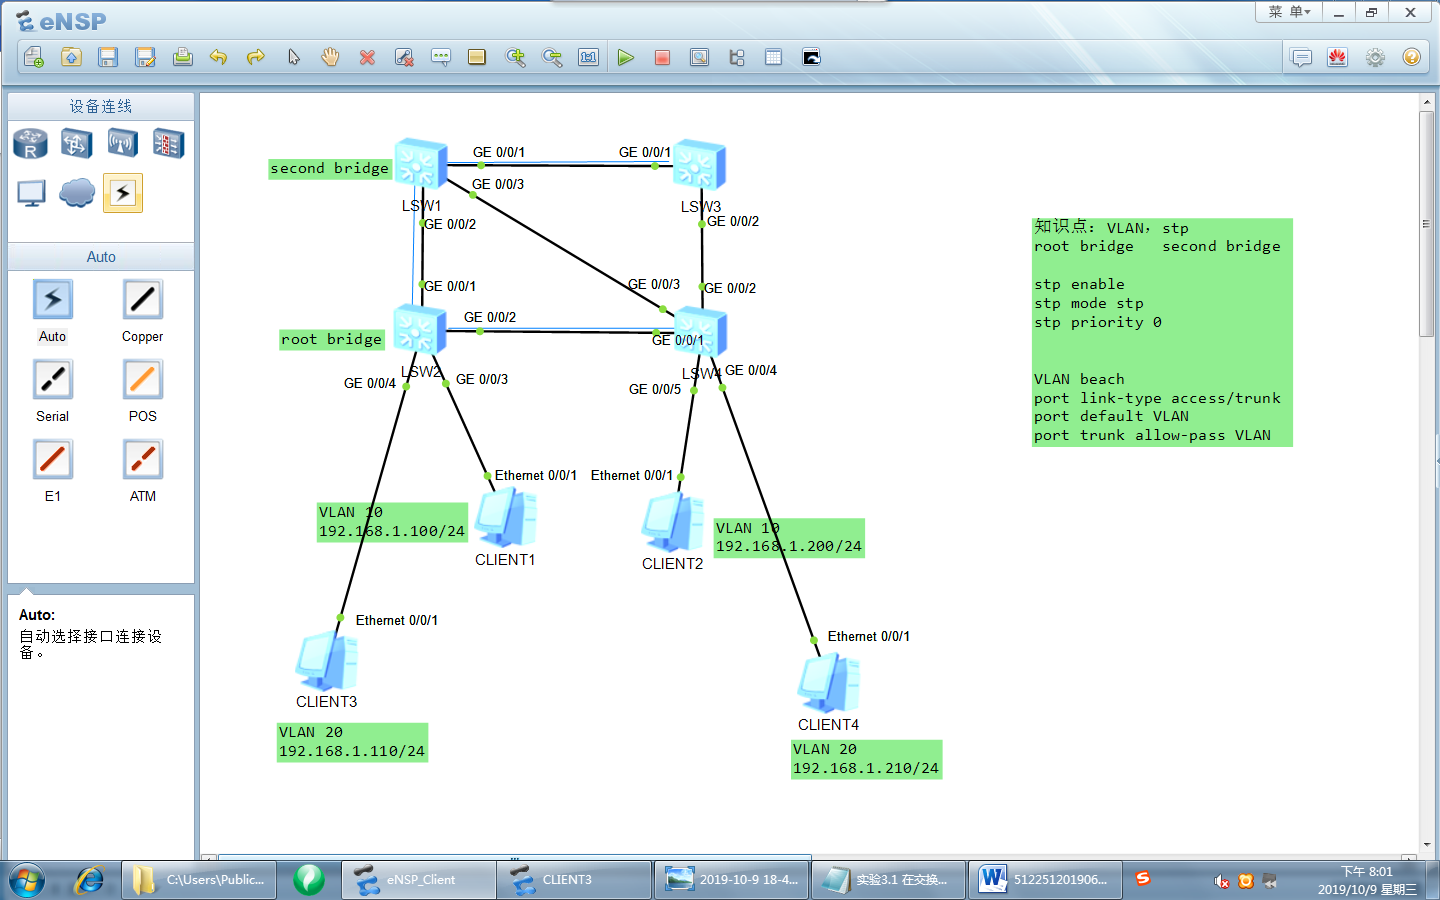 eNSP
菜 单
设备连线
Auto
Auto
Copper
Serial
POS
E1
ATM
Auto:
自动选择接口连接设
备。
second bridge
LSW1
GE 0/0/1
GE 0/0/1
GE 0/0/3
LSW3
GE 0/0/2
GE 0/0/2
GE 0/0/1
GE 0/0/3
GE 0/0/2
root bridge
GE 0/0/2
GE 0/0/1
LSW2
LSW4
GE 0/0/4
GE 0/0/3
GE 0/0/5
GE 0/0/4
Ethernet 0/0/1
Ethernet 0/0/1
VLAN 10
192.168.1.100/24
CLIENT1
CLIENT2
VLAN 10
192.168.1.200/24
Ethernet 0/0/1
Ethernet 0/0/1
CLIENT3
CLIENT4
VLAN 20
192.168.1.110/24
VLAN 20
192.168.1.210/24
知识点：VLAN，stp
root bridge   second bridge
stp enable
stp mode stp
stp priority 0
VLAN beach
port link-type access/trunk
port default VLAN
port trunk allow-pass VLAN
C:\Users\Public...
eNSP_Client
CLIENT3
2019-10-9 18-4...
实验3.1 在交换...
512251201906...
下午 8:01
2019/10/9 星期三